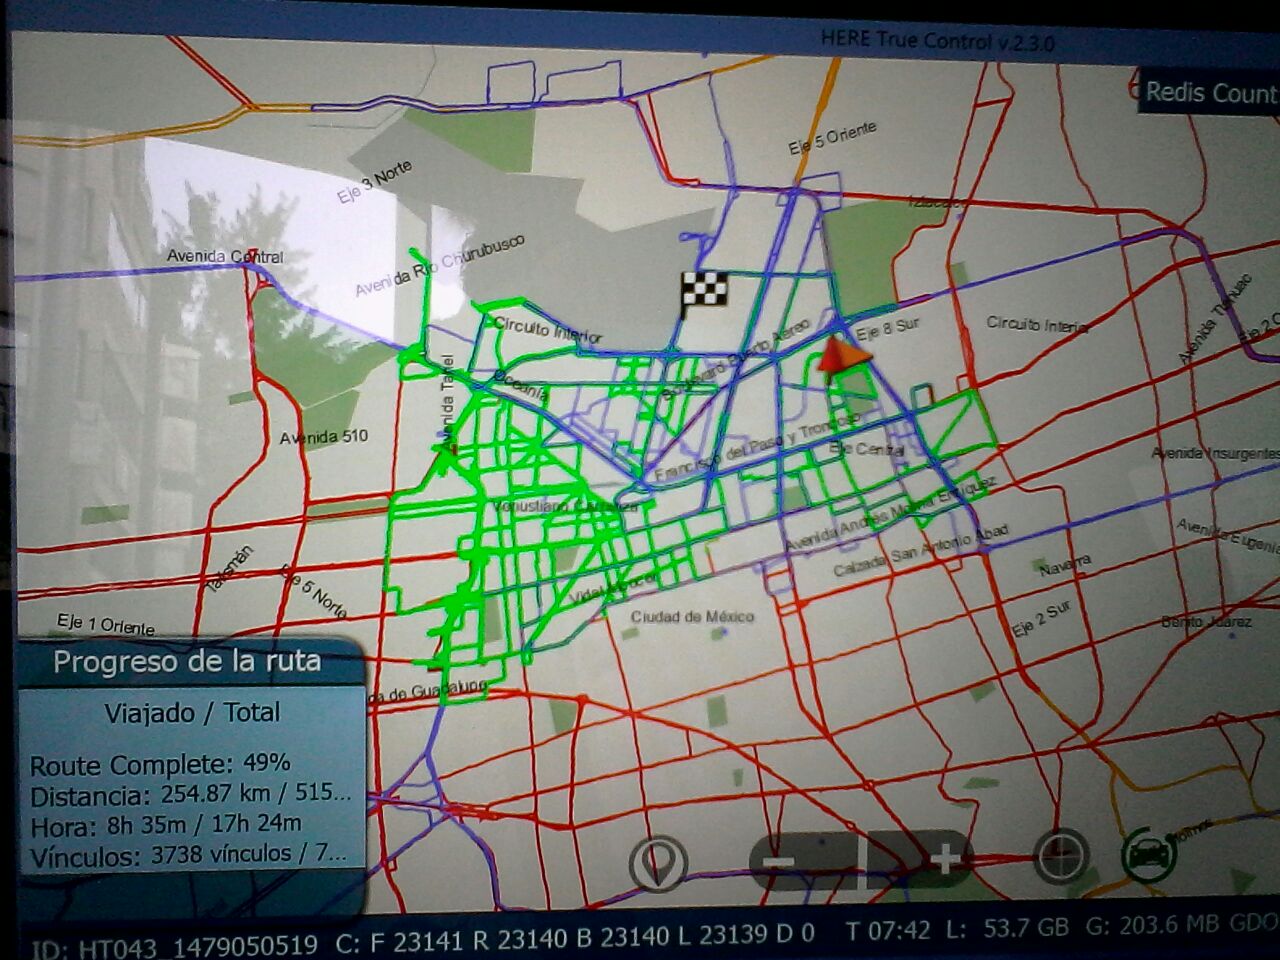 HERE True Control v.2.3.0
Redis Count
Eje 5 Oriente
Eje 3 Norte
Avenida Central
Avenida Río Churubusco
Circuito Interior
Eje 8 Sur
Circuito Interior
Avenida Tláhuac
Eje 2 O
Boulevard Puerto Aéreo
Oceanía
Avenida Tahel
Avenida 510
Francisco del Paso y Troncoso
Eje Central
Avenida Insurgentes
Venustiano Carranza
Avenida Andrés Molina Enríquez
Calzada San Antonio Abad
Avenida Eugenia
Talismán
Eje 5 Norte
Navarra
Eje 1 Oriente
Ciudad de México
Eje 2 Sur
Benito Juárez
da de Guadalupe
Progreso de la ruta
Viajado / Total
Route Complete: 49%
Distancia: 254.87 km / 515...
Hora: 8h 35m / 17h 24m
Vínculos: 3738 vínculos / 7...
ID: HT043_1479050519 C: F 23141 R 23140 B 23140 L 23139 D 0 T 07:42 L: 53.7 GB G: 203.6 MB GDO